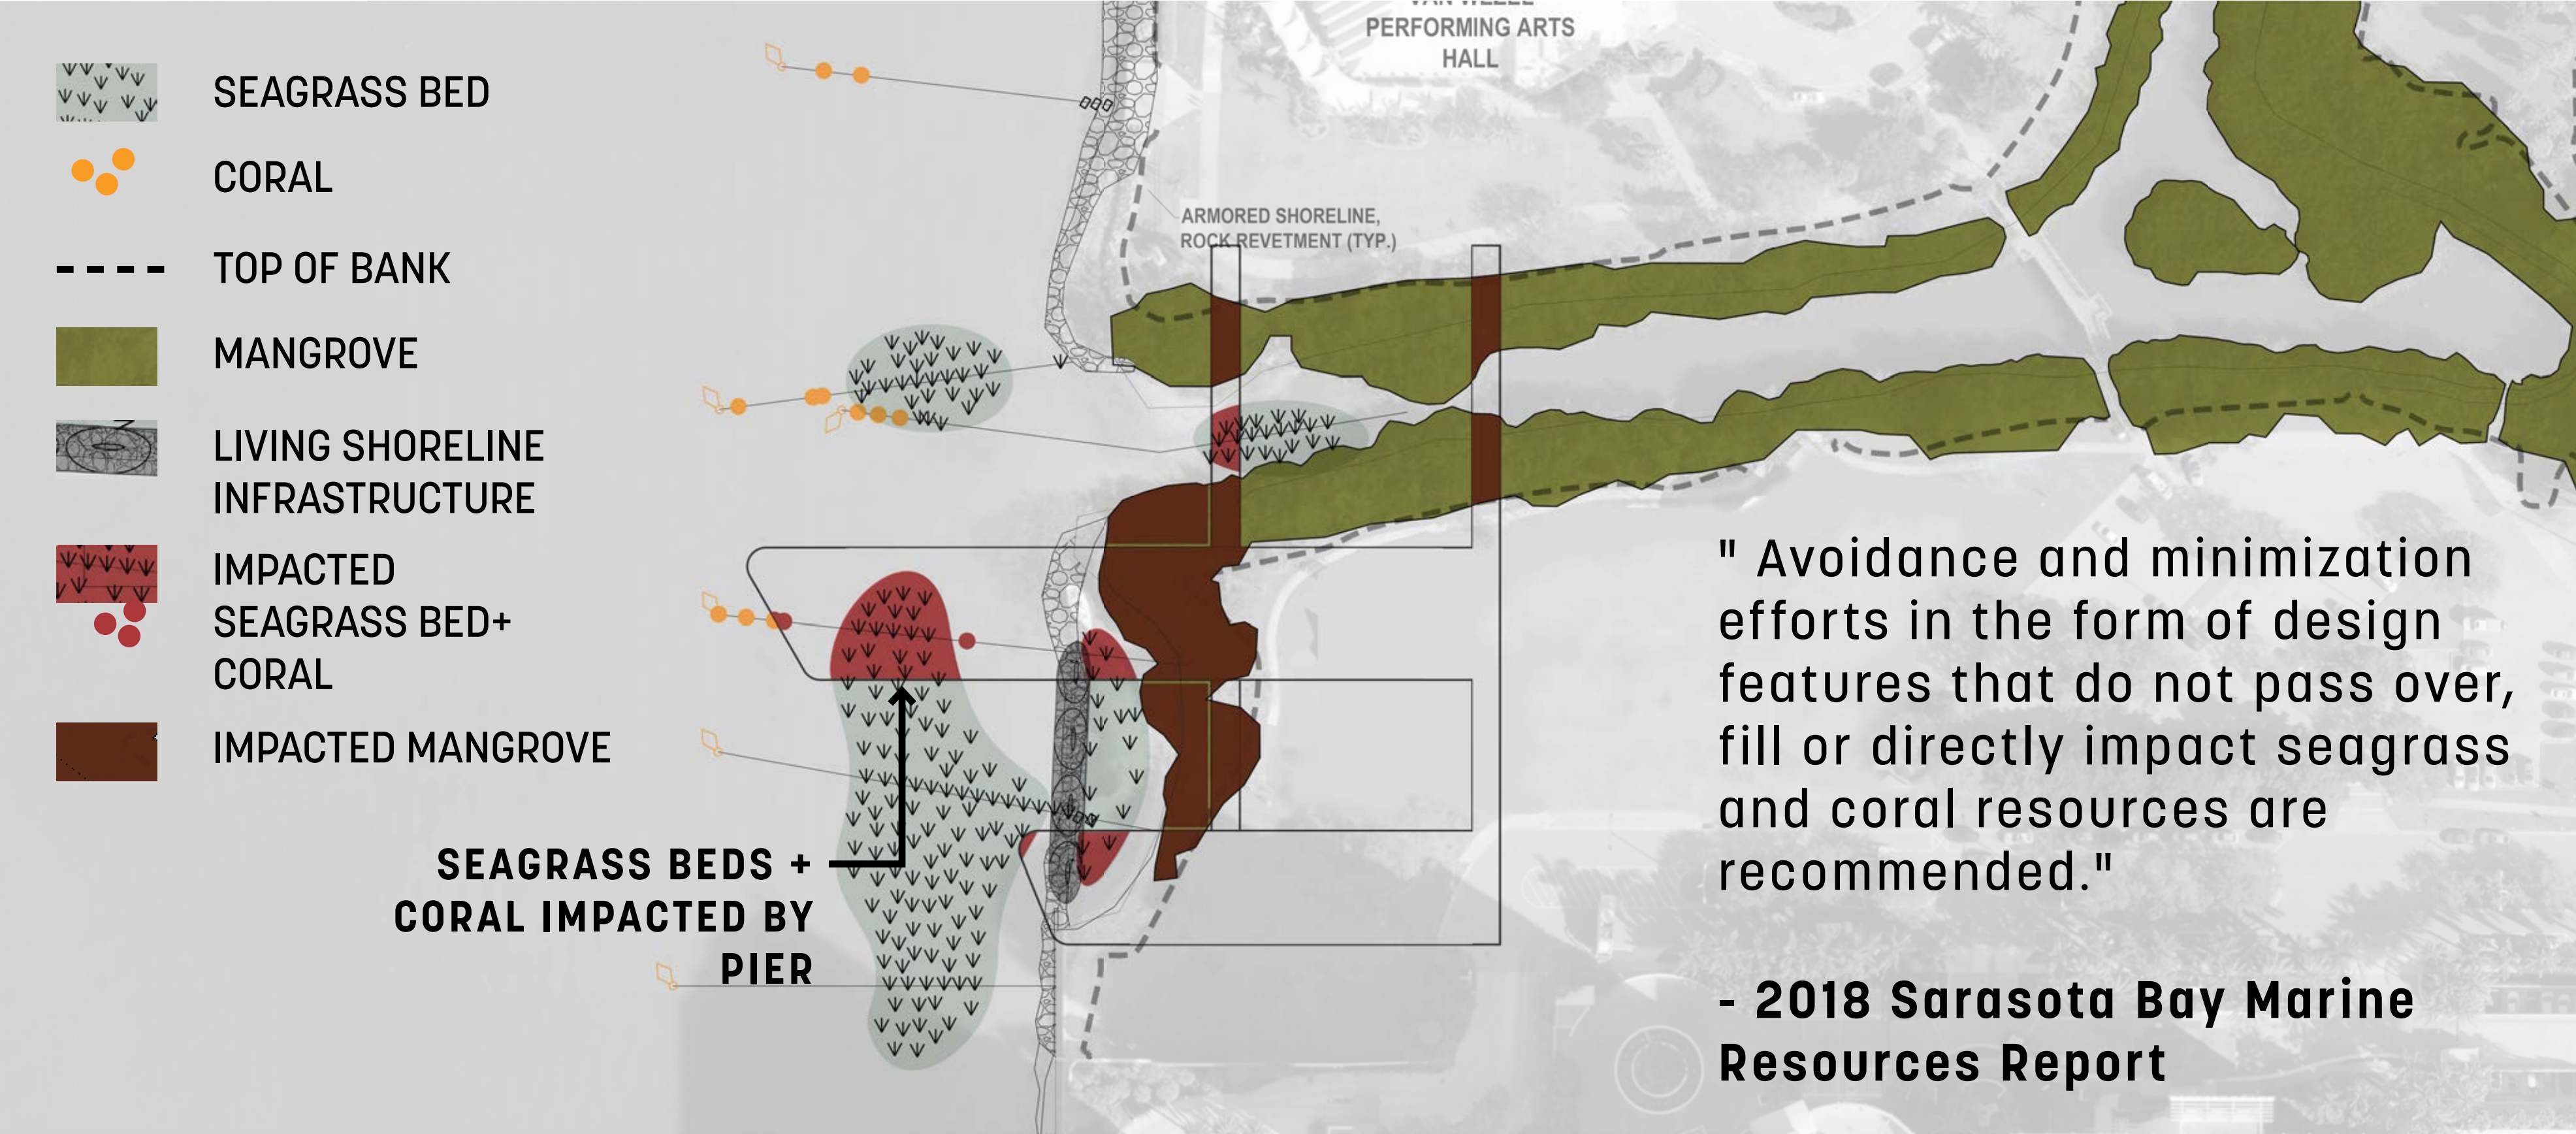 PERFORMING ARTS
HALL
SEAGRASS BED
CORAL
TOP OF BANK
MANGROVE
LIVING SHORELINE
INFRASTRUCTURE
IMPACTED
SEAGRASS BED+
CORAL
IMPACTED MANGROVE
ARMORED SHORELINE,
ROCK REVETMENT (TYP.)
SEAGRASS BEDS +
CORAL IMPACTED BY
PIER
" Avoidance and minimization
efforts in the form of design
features that do not pass over,
fill or directly impact seagrass
and coral resources are
recommended."
- 2018 Sarasota Bay Marine
Resources Report